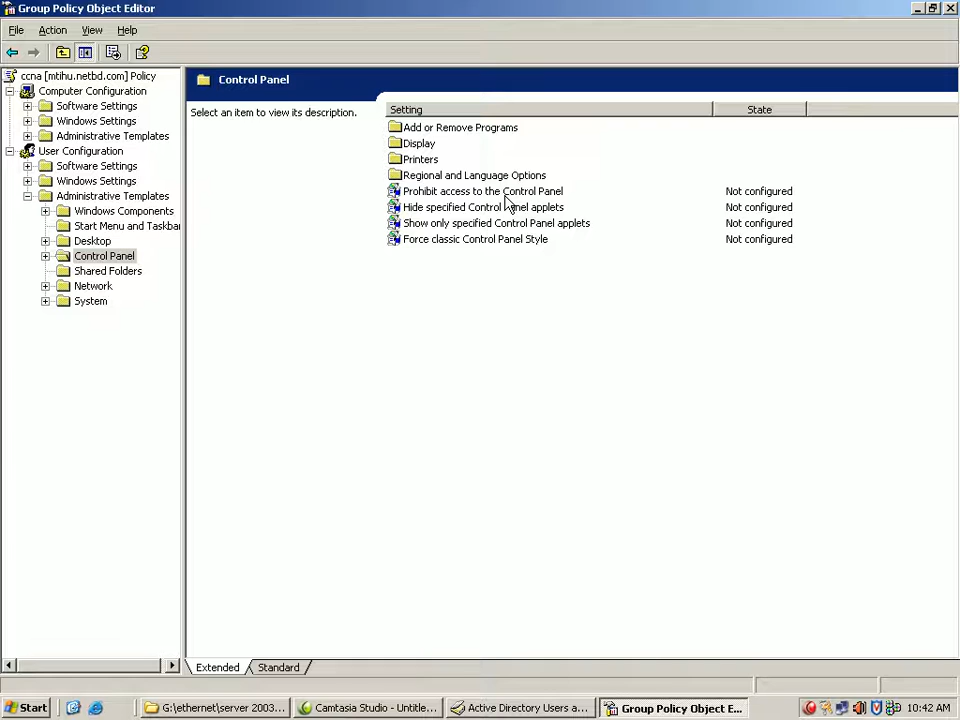 Group Policy Object Editor
File Action View Help
ccna [mtihu.netbd.com] Policy
Computer Configuration
Software Settings
Windows Settings
Administrative Templates
User Configuration
Software Settings
Windows Settings
Administrative Templates
Windows Components
Start Menu and Taskba
Desktop
Control Panel
Shared Folders
Network
System
Control Panel
Select an item to view its description.
Setting State
Add or Remove Programs
Display
Printers
Regional and Language Options
Prohibit access to the Control Panel Not configured
Hide specified Control Panel applets Not configured
Show only specified Control Panel applets Not configured
Force classic Control Panel Style Not configured
Extended Standard
Start G:\ethernet\server 2003... Camtasia Studio - Untitle... Active Directory Users a... Group Policy Object E... 10:42 AM